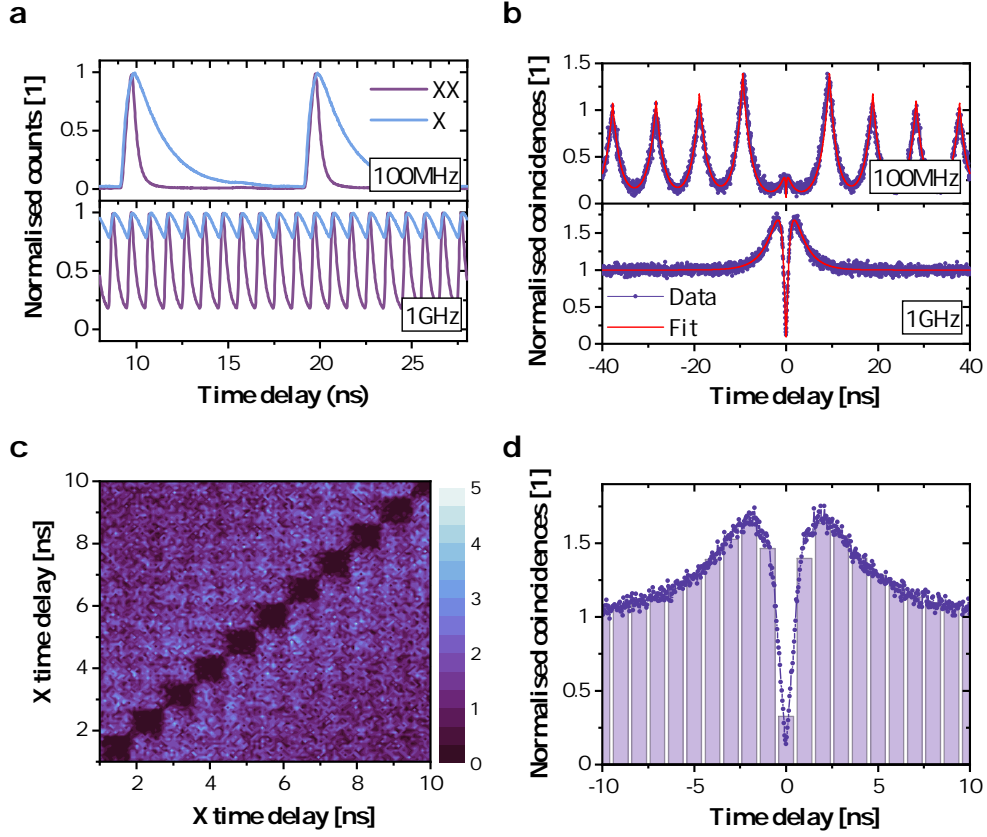 a
Normalised counts [1]
1
0.5
0
XX
X
100MHz
1
0.5
0
1GHz
10
15
20
25
Time delay (ns)
b
Normalised coincidences [1]
1.5
1.0
0.5
0
100MHz
1.5
1
0.5
0
Data
Fit
1GHz
-40
-20
0
20
40
Time delay [ns]
c
X time delay [ns]
10
8
6
4
2
2
4
6
8
10
X time delay [ns]
5
4
3
2
1
0
d
Normalised coincidences [1]
1.5
1
0.5
0
-10
-5
0
5
10
Time delay [ns]